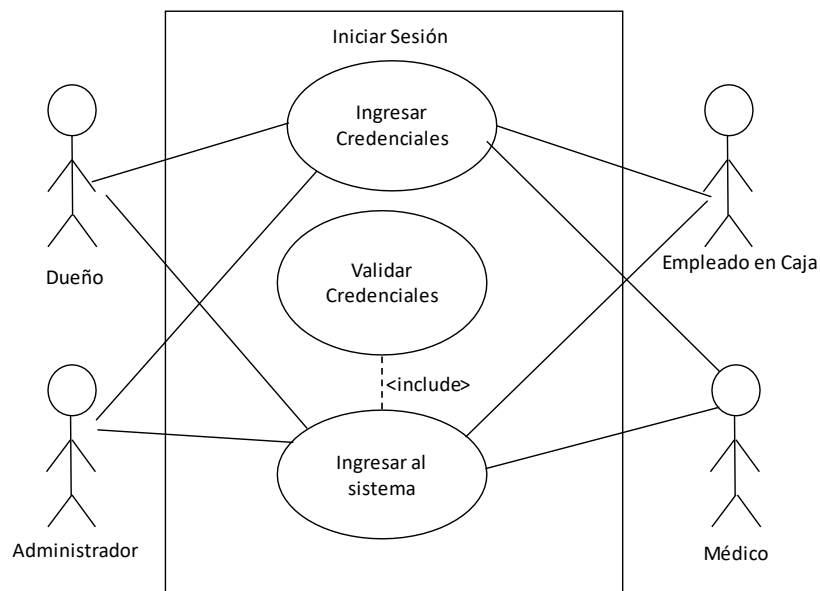 Iniciar Sesión
Ingresar
Credenciales
Dueño
Empleado en Caja
Validar
Credenciales
<include>
Ingresar al
sistema
Administrador
Médico